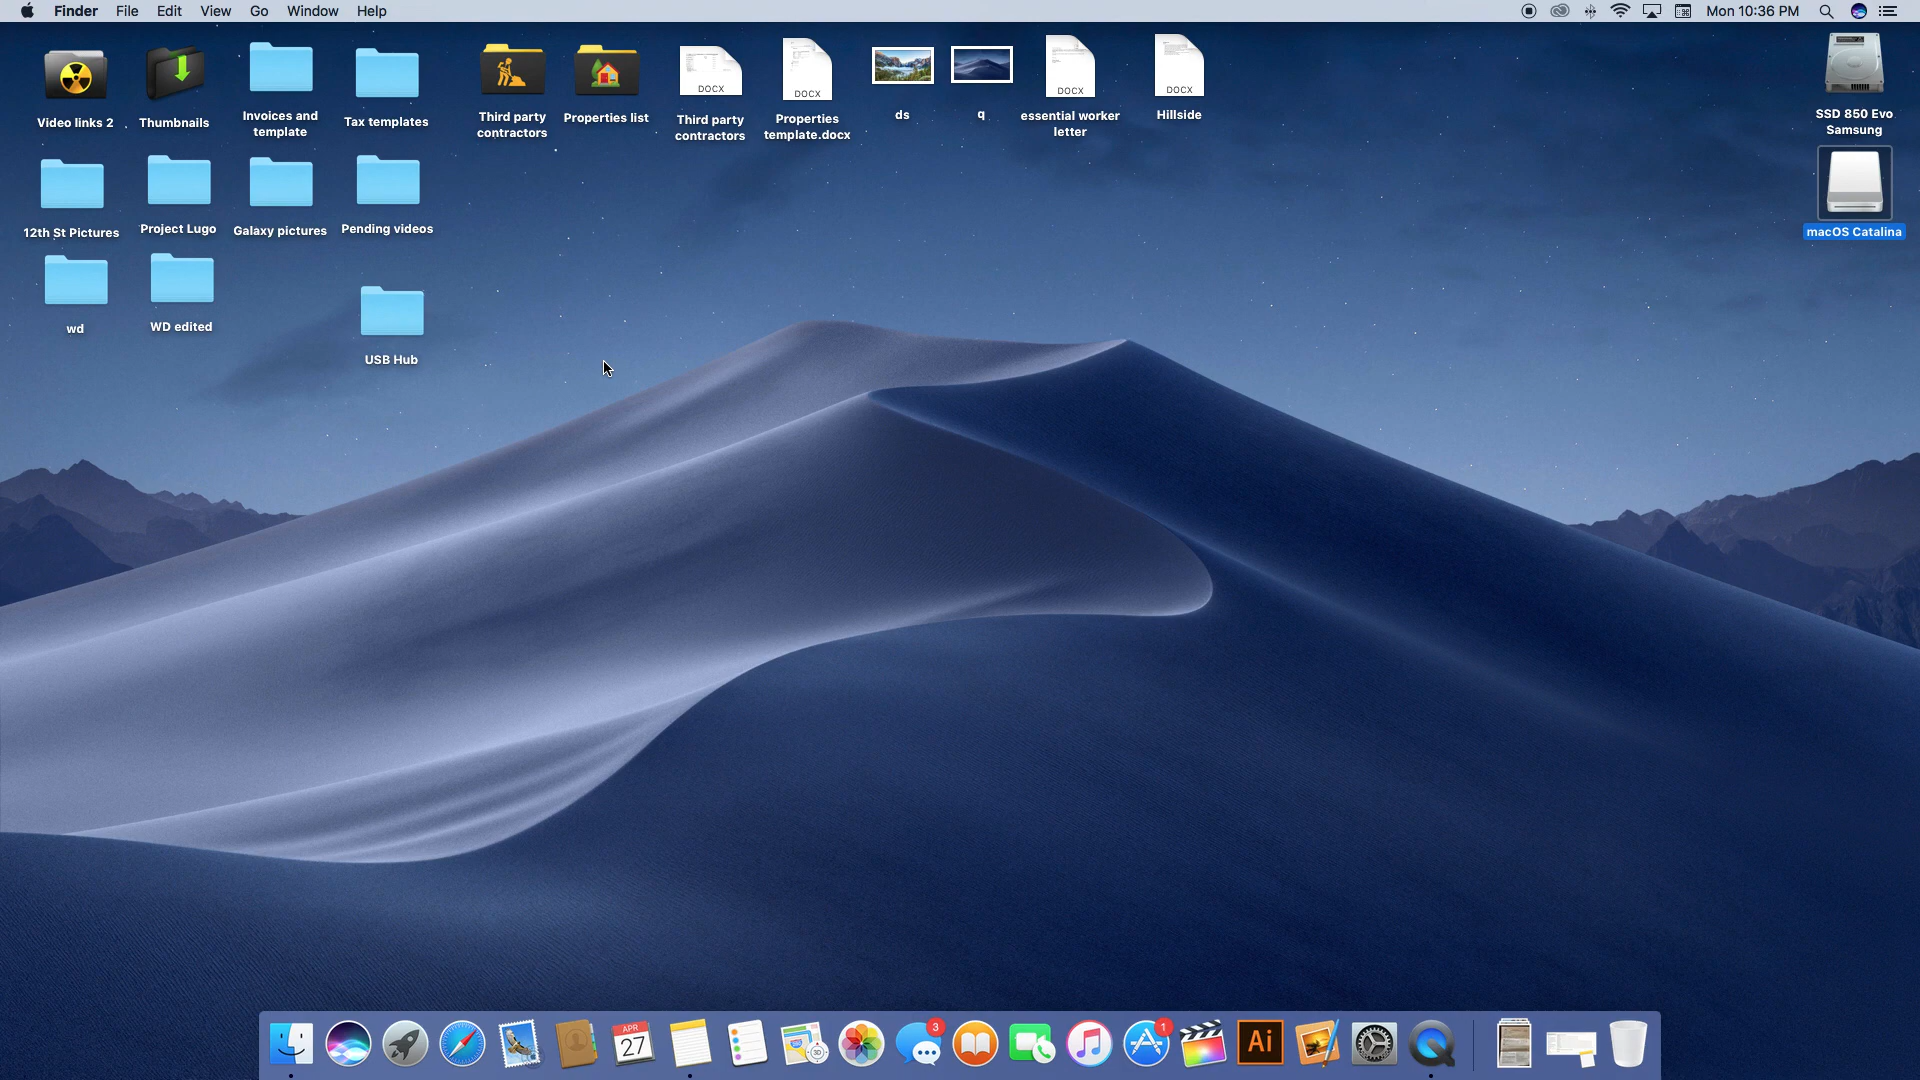 Finder File Edit View Go Window Help
Mon 10:36 PM
Video links 2
Thumbnails
Invoices and
template
Tax templates
Third party
contractors
Properties list
DOCX
Third party
contractors
DOCX
Properties
template.docx
ds
q
DOCX
essential worker
letter
DOCX
Hillside
SSD 850 Evo
Samsung
12th St Pictures
Project Lugo
Galaxy pictures
Pending videos
macOS Catalina
wd
WD edited
USB Hub
APR
27
3D
3
1
Ai